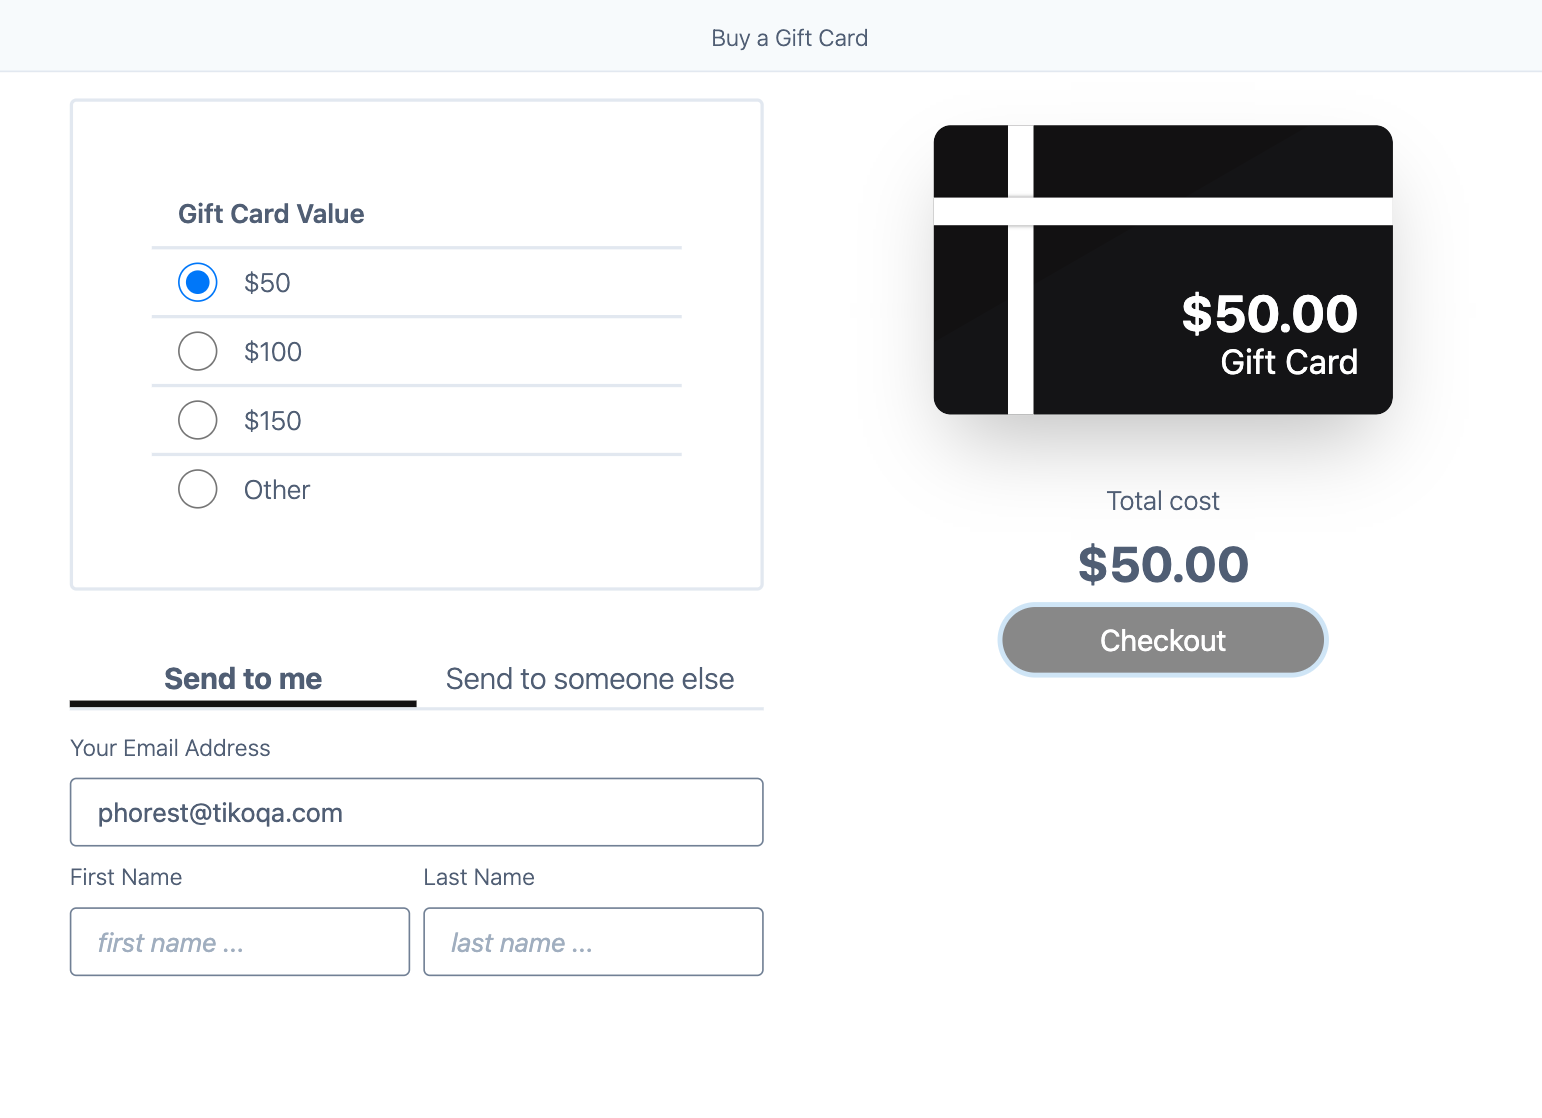 Buy a Gift Card
Gift Card Value
$50
$100
$150
Other
$50.00
Gift Card
Total cost
$50.00
Checkout
Send to me
Send to someone else
Your Email Address
phorest@tikoqa.com
First Name
Last Name
first name ...
last name ...